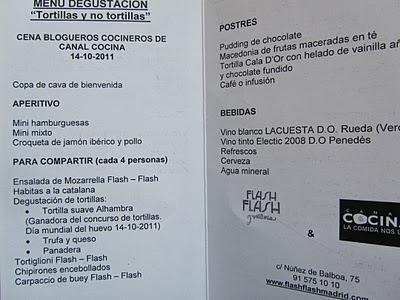 MENÚ DEGUSTACIÓN
“Tortillas y no tortillas”
CENA BLOGUEROS COCINEROS DE
CANAL COCINA
14-10-2011
Copa de cava de bienvenida
APERITIVO
Mini hamburguesas
Mini mixto
Croqueta de jamón ibérico y pollo
PARA COMPARTIR (cada 4 personas)
Ensalada de Mozarrella Flash – Flash
Habitas a la catalana
Degustación de tortillas:
• Tortilla suave Alhambra
(Ganadora del concurso de tortillas.
Día mundial del huevo 14-10-2011)
• Trufa y queso
• Panadera
Tortiglioni Flash – Flash
Chipirones encebollados
Carpaccio de buey Flash – Flash
POSTRES
Pudding de chocolate
Macedonia de frutas maceradas en té
Tortilla Cala D'Or con helado de vainilla añ
y chocolate fundido
Café o infusión
BEBIDAS
Vino blanco LACUESTA D.O. Rueda (Ver
Vino tinto Electic 2008 D.O Penedés
Refrescos
Cerveza
Agua mineral
FLASH
FLASH
&
CANAL
COCINA
LA COMIDA NOS U
c/ Núñez de Balboa, 75
91 575 10 10
www.flashflashmadrid.com